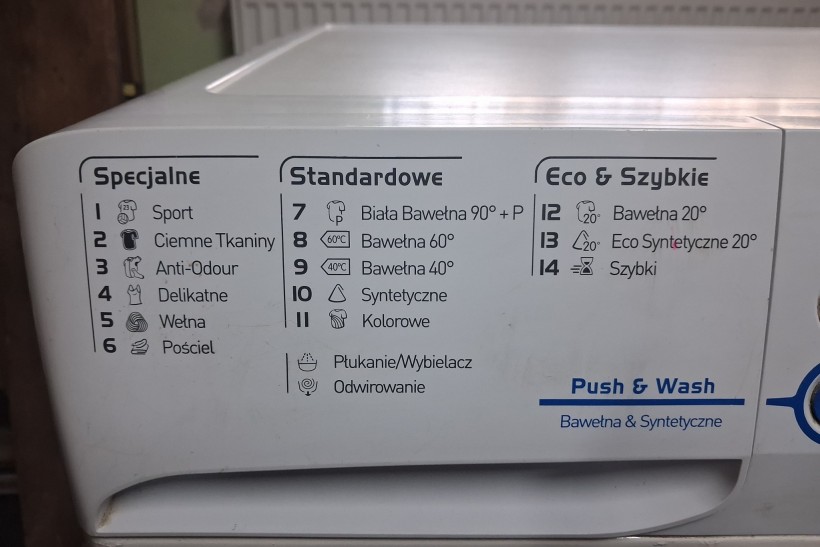 Specjalne
1 Sport
2 Ciemne Tkaniny
3 Anti-Odour
4 Delikatne
5 Wełna
6 Pościel
Standardowe
7 P Biała Bawełna 90° + P
8 60°C Bawełna 60°
9 40°C Bawełna 40°
10 Syntetyczne
11 Kolorowe
Płukanie/Wybielacz
Odwirowanie
Eco & Szybkie
12 20° Bawełna 20°
13 20° Eco Syntetyczne 20°
14 Szybki
Push & Wash
Bawełna & Syntetyczne